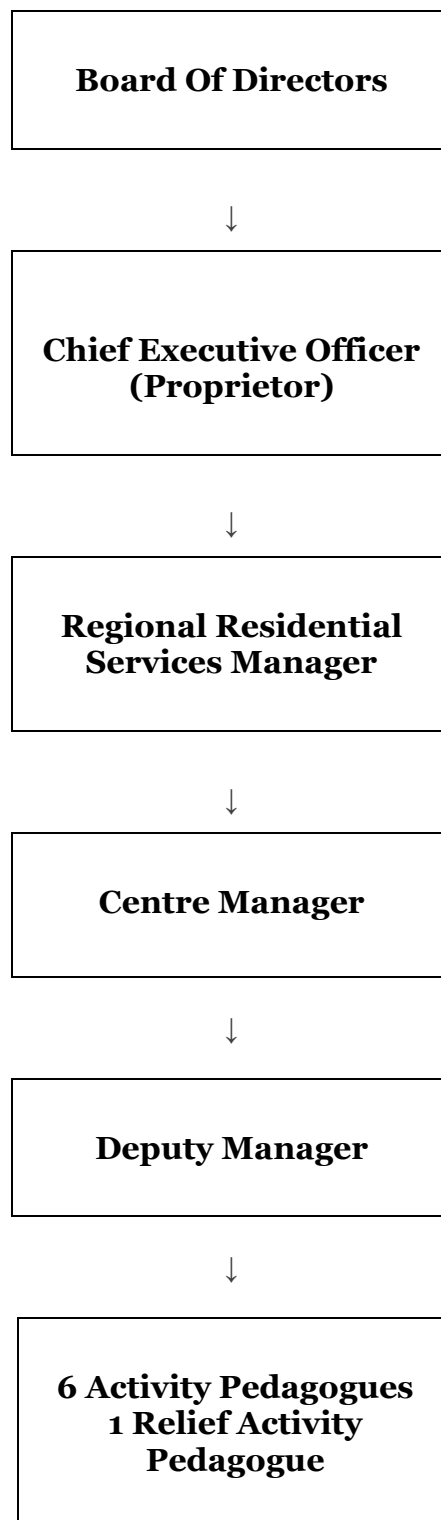 Board Of Directors
↓
Chief Executive Officer
(Proprietor)
↓
Regional Residential
Services Manager
↓
Centre Manager
↓
Deputy Manager
↓
6 Activity Pedagogues
1 Relief Activity
Pedagogue